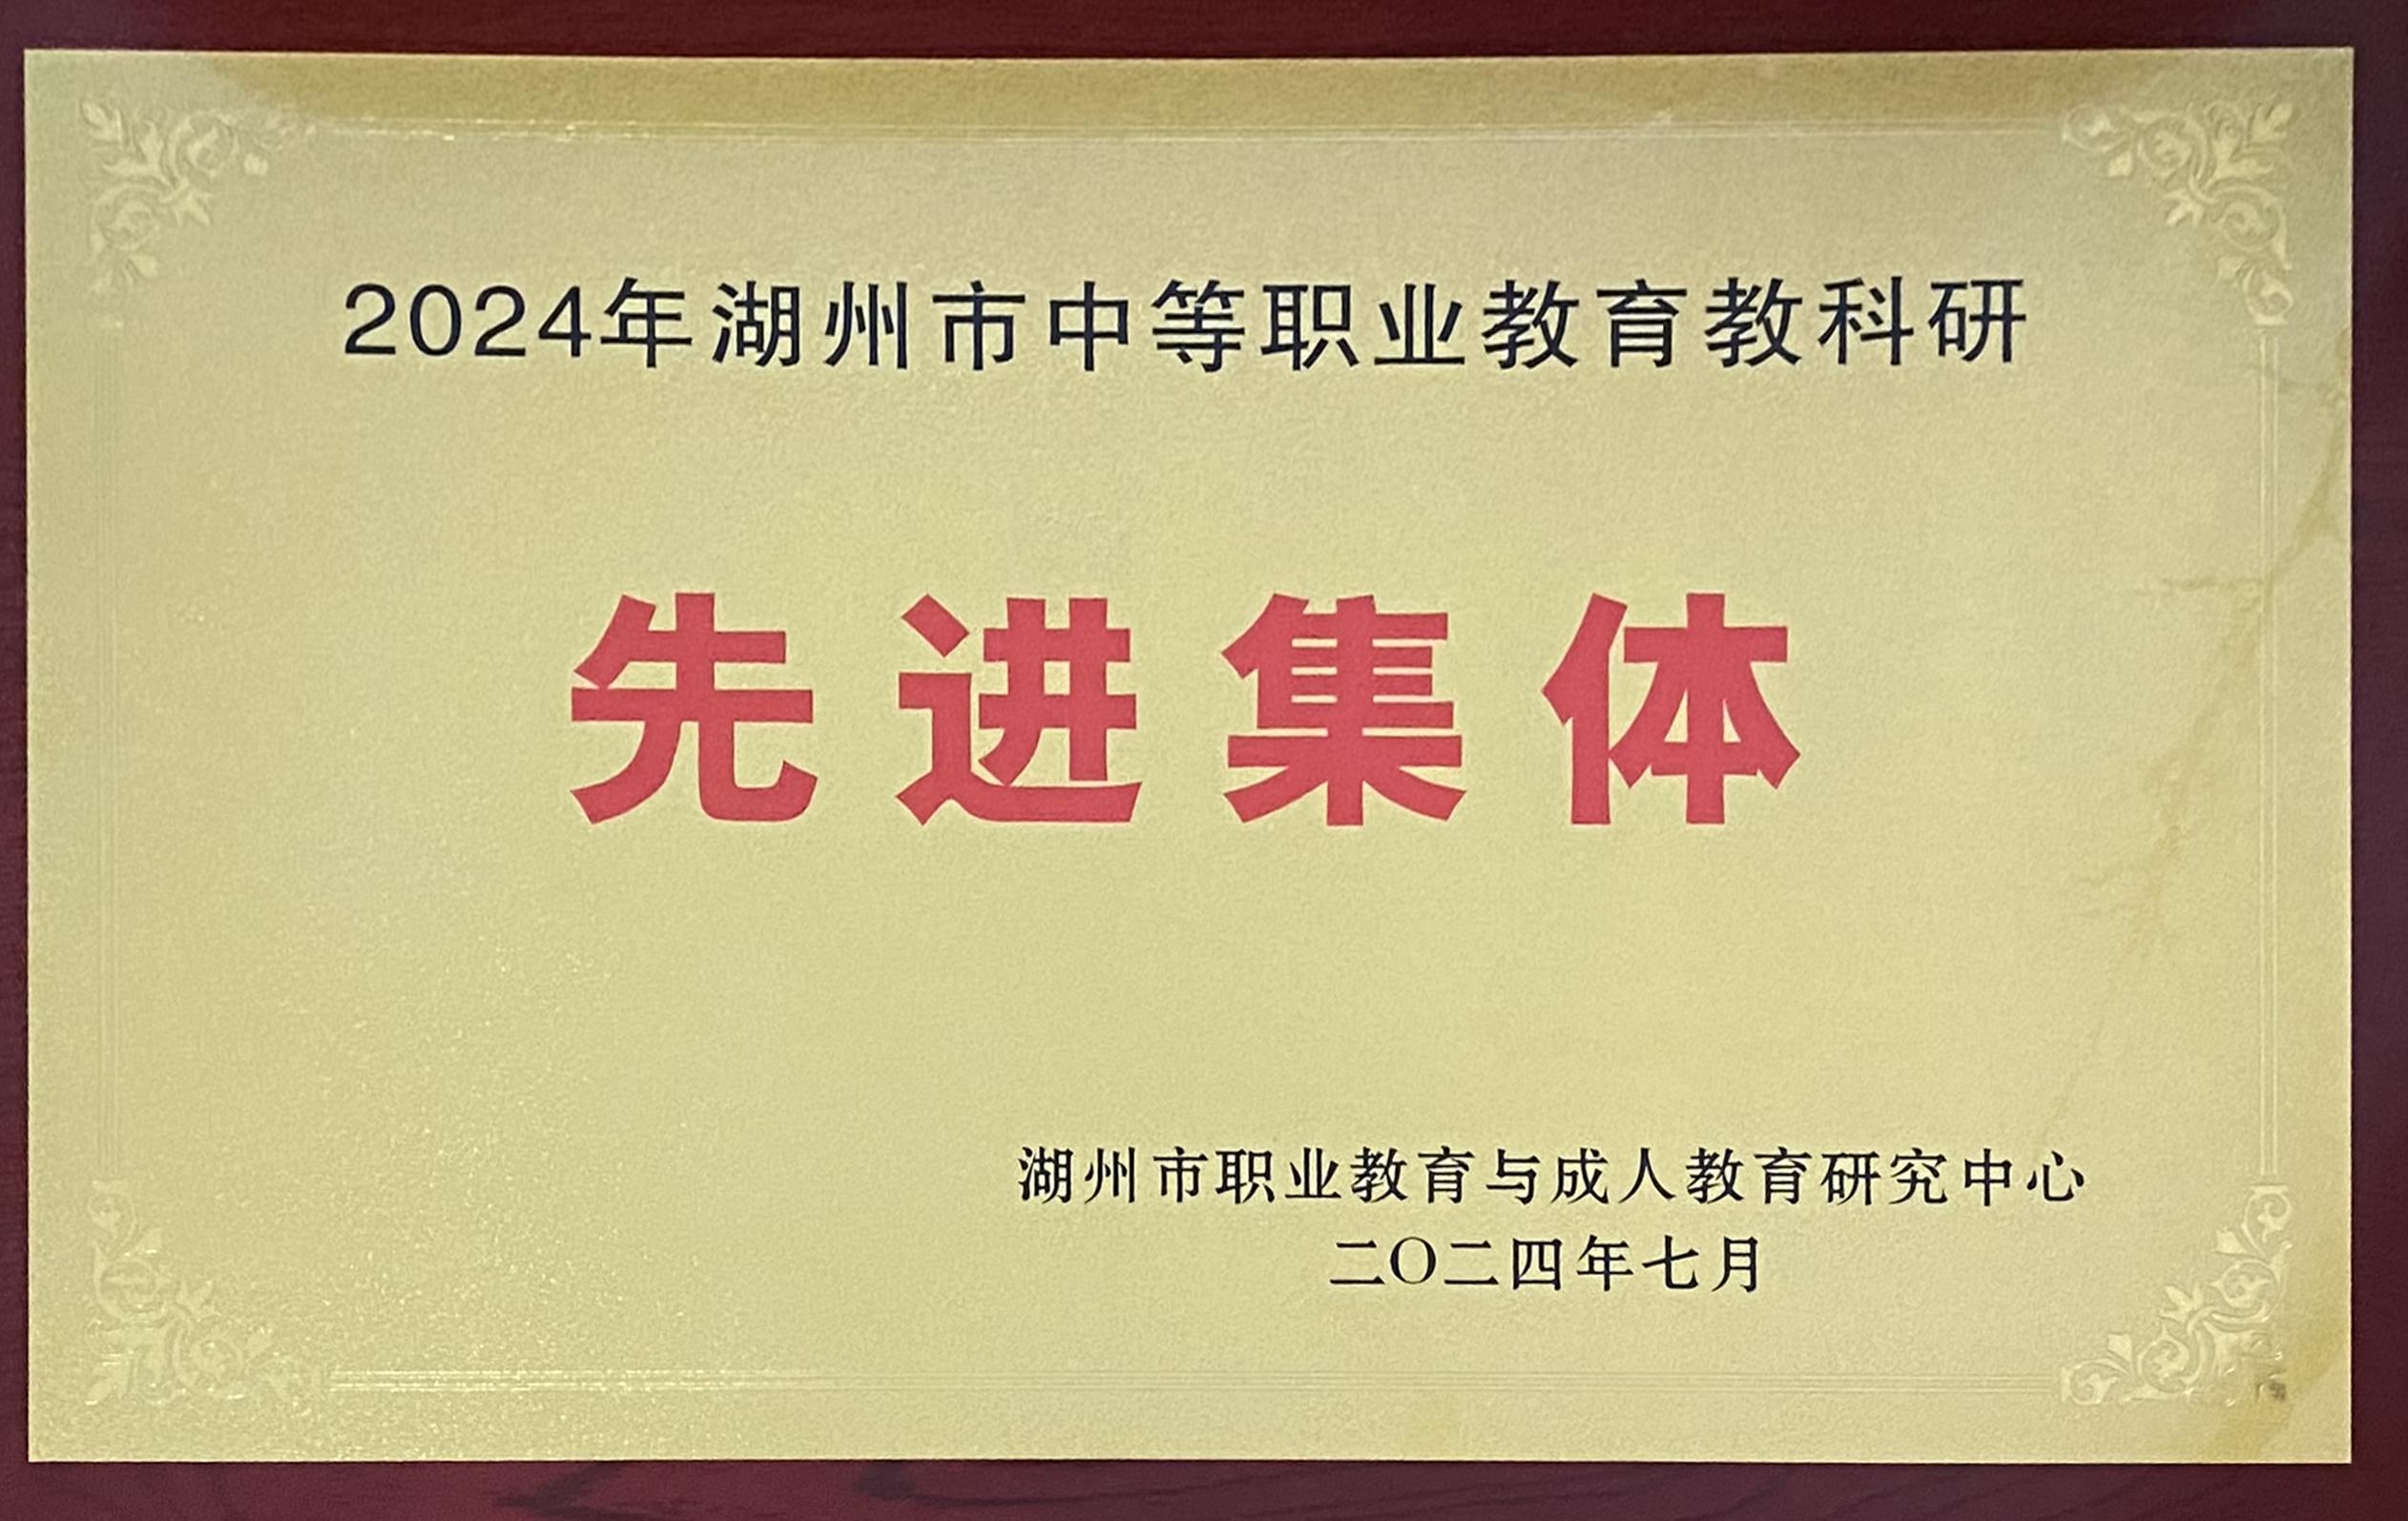 2024年湖州市中等职业教育教科研
先进集体
湖州市职业教育与成人教育研究中心
二〇二四年七月